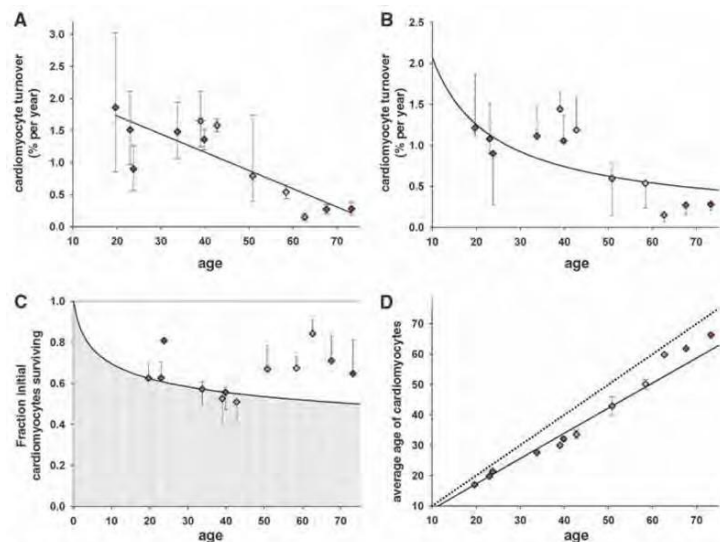 A
cardiomyocyte turnover
(% per year)
3.0
2.5
2.0
1.5
1.0
0.5
0.0
10 20 30 40 50 60 70
age
B
cardiomyocyte turnover
(% per year)
2.5
2.0
1.5
1.0
0.5
0.0
10 20 30 40 50 60 70
age
C
Fraction initial
cardiomyocytes surviving
1.0
0.8
0.6
0.4
0.2
0.0
0 10 20 30 40 50 60 70
age
D
average age of cardiomyocytes
70
60
50
40
30
20
10
10 20 30 40 50 60 70
age